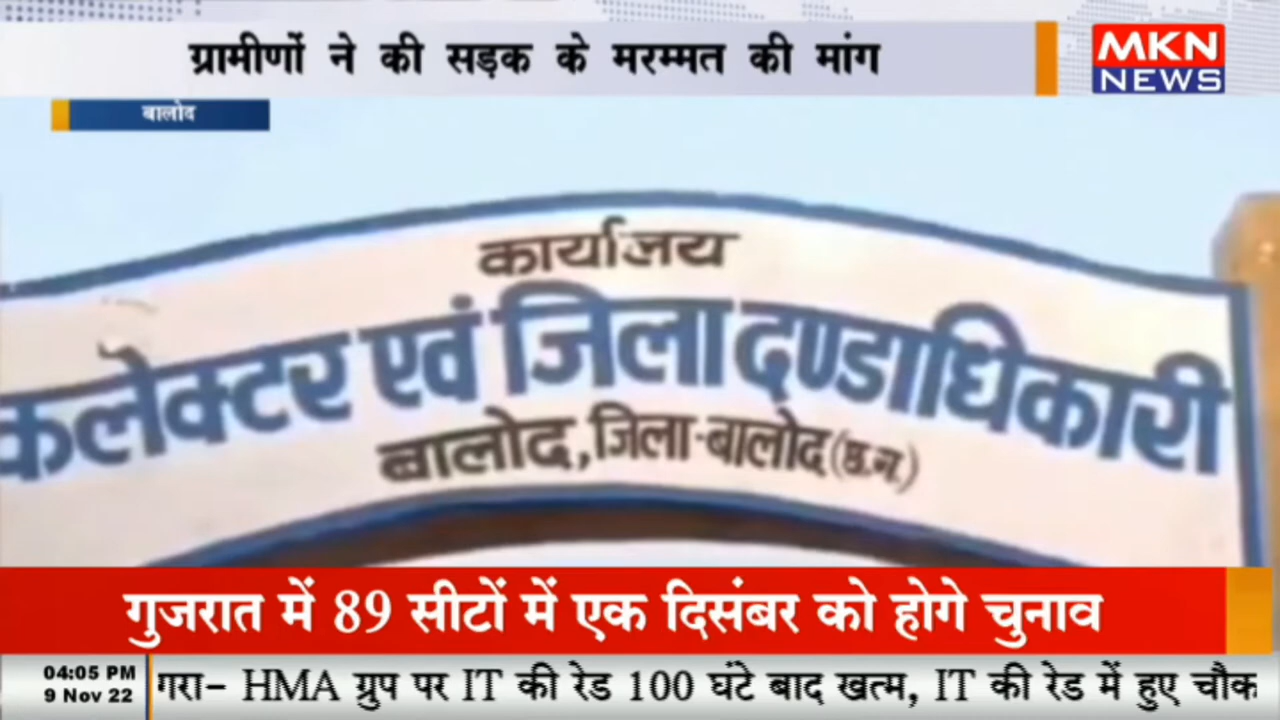 ग्रामीणों ने की सड़क के मरम्मत की मांग
MKN
NEWS
बालोद
कार्यालय
कलेक्टर एवं जिला दण्डाधिकारी
बालोद, जिला-बालोद (छ.ग.)
गुजरात में 89 सीटों में एक दिसंबर को होगे चुनाव
04:05 PM
9 Nov 22
गरा- HMA ग्रुप पर IT की रेड 100 घंटे बाद खत्म, IT की रेड में हुए चौक